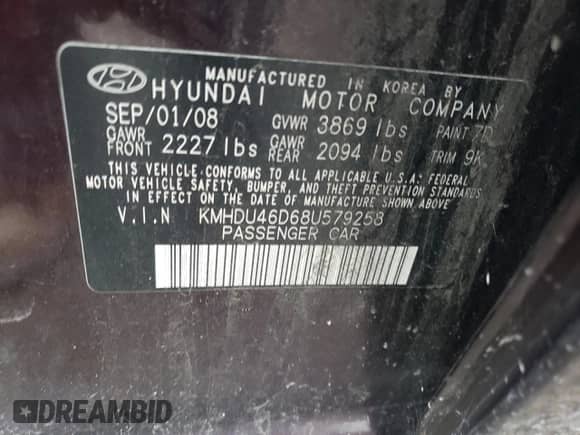 MANUFACTURED IN KOREA BY
HYUNDAI MOTOR COMPANY
SEP/01/08 GVWR 3869 lbs PAINT 7D
GAWR FRONT 2227 lbs GAWR REAR 2094 lbs TRIM 9K
THIS VEHICLE CONFORMS TO ALL APPLICABLE U.S.A. FEDERAL
MOTOR VEHICLE SAFETY, BUMPER, AND THEFT PREVENTION STANDARDS
IN EFFECT ON THE DATE OF MANUFACTURE SHOWN ABOVE
V.I.N KMHDU46D68U579258
PASSENGER CAR
DREAMBID